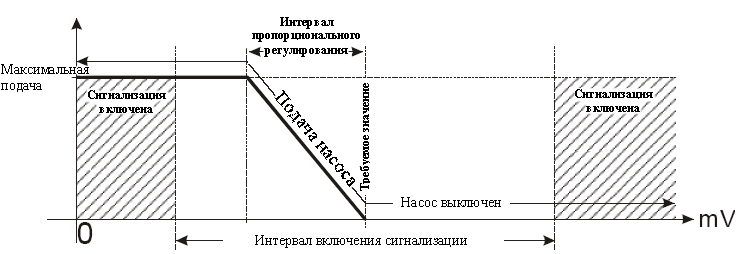 Интервал
пропорционального
регулирования
Максимальная
подача
Сигнализация
включена
Подача насоса
Требуемое значение
Сигнализация
включена
Насос выключен
0
Интервал включения сигнализации
mV